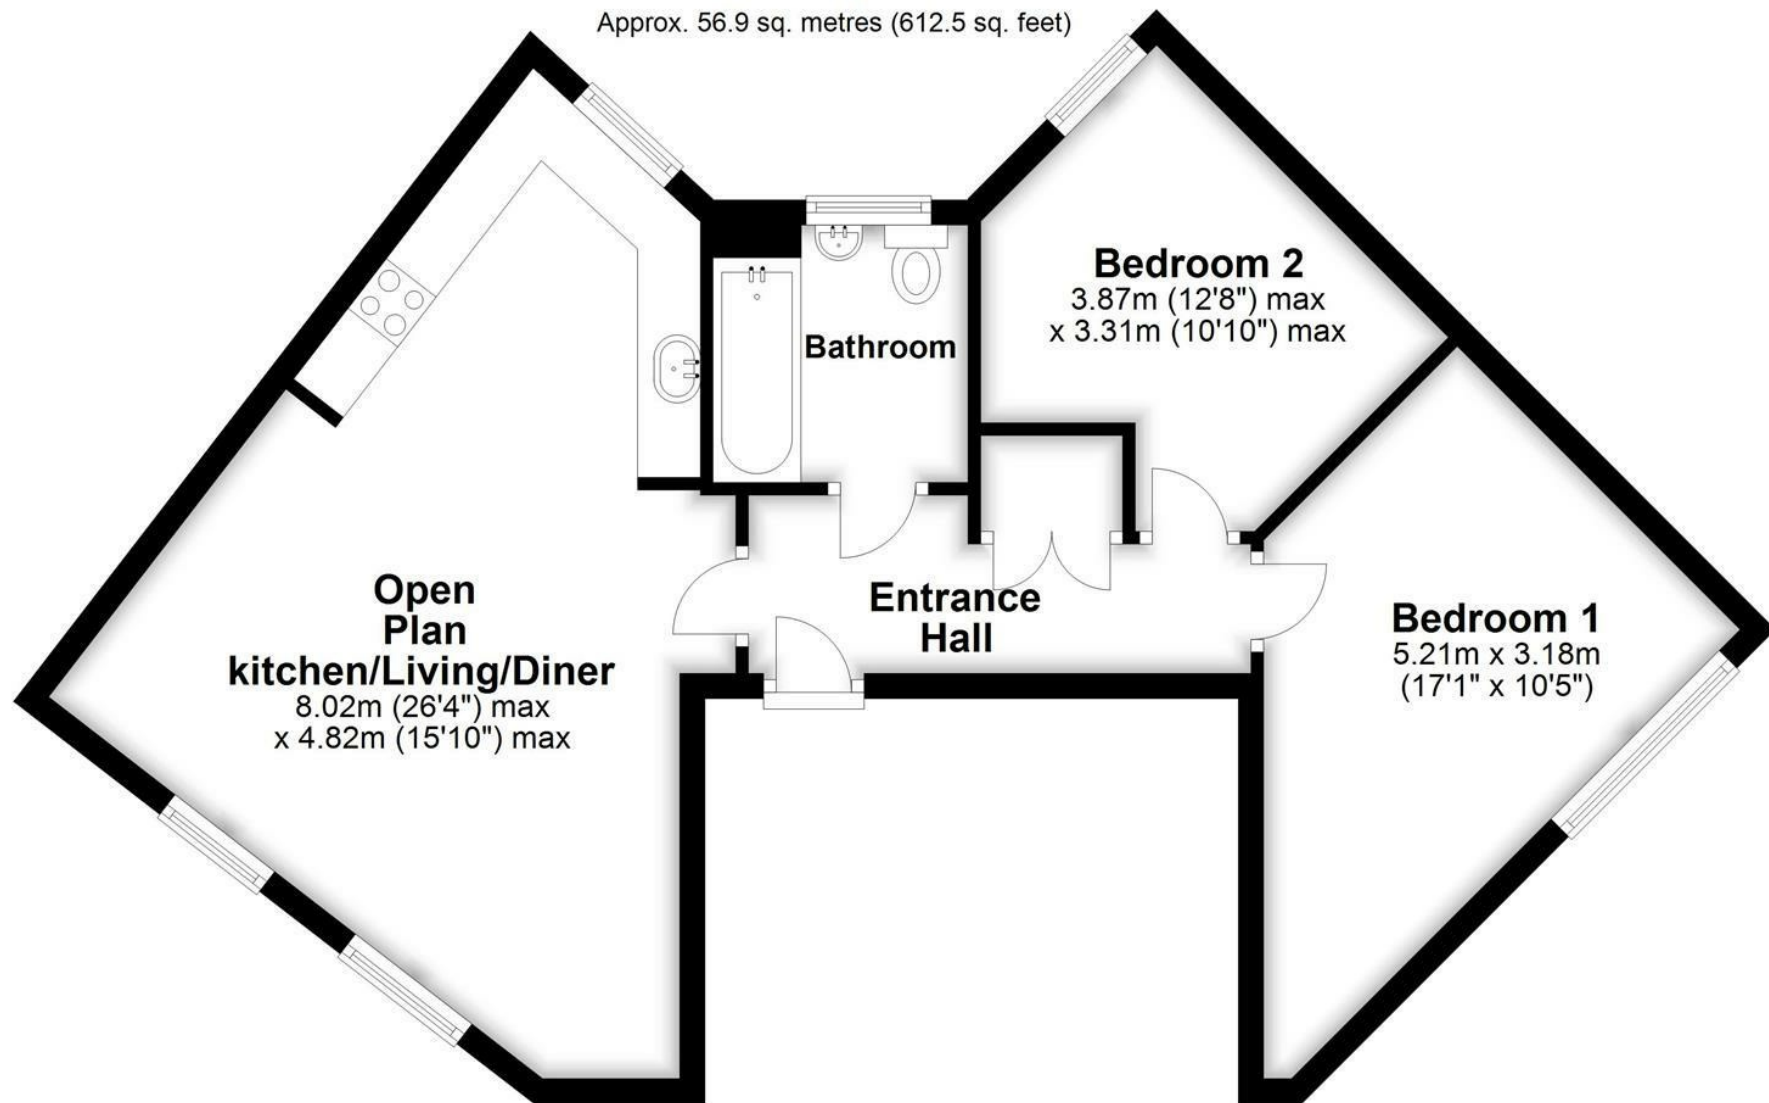 Approx. 56.9 sq. metres (612.5 sq. feet)
Bedroom 2
3.87m (12'8") max
x 3.31m (10'10") max
Bathroom
Open
Plan
kitchen/Living/Diner
8.02m (26'4") max
x 4.82m (15'10") max
Entrance
Hall
Bedroom 1
5.21m x 3.18m
(17'1" x 10'5")